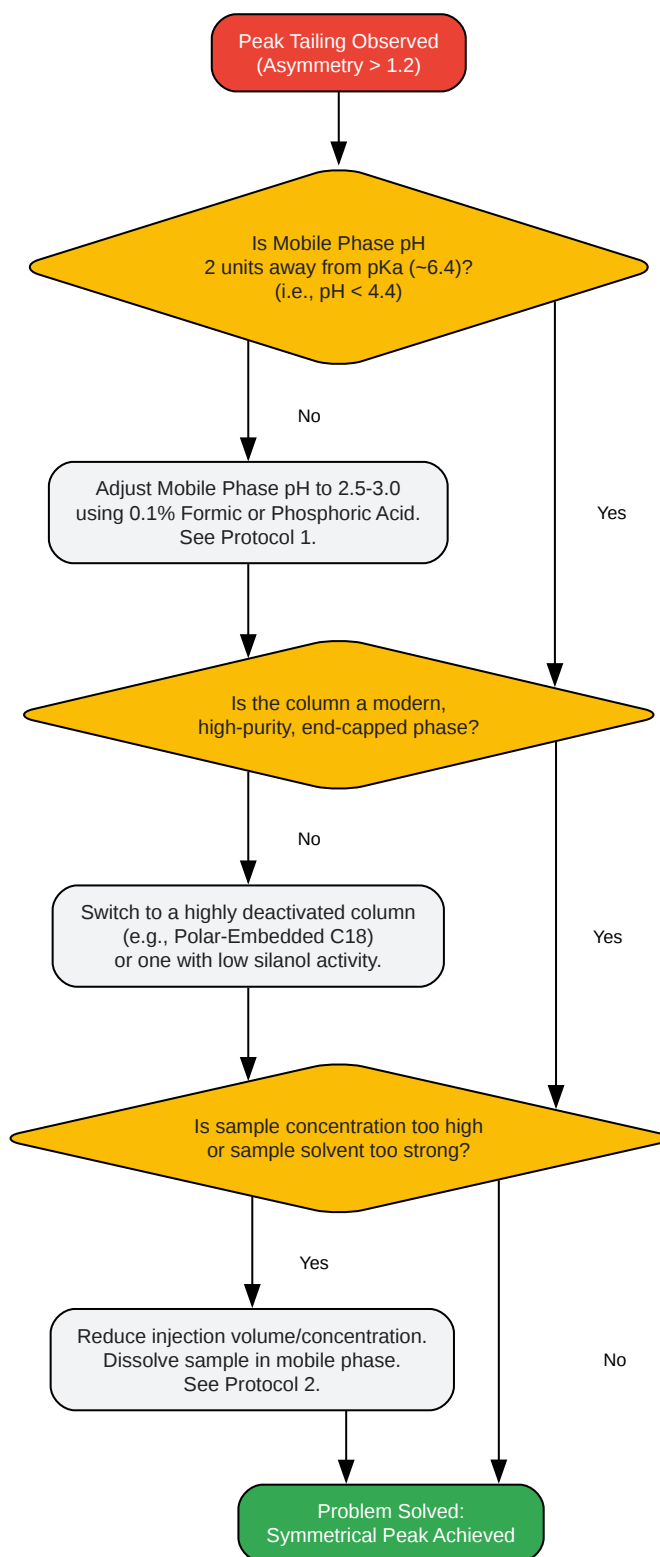 Peak Tailing Observed
(Asymmetry > 1.2)
Is Mobile Phase pH
2 units away from pKa (~6.4)?
(i.e., pH < 4.4)
No
Adjust Mobile Phase pH to 2.5-3.0
using 0.1% Formic or Phosphoric Acid.
See Protocol 1.
Yes
Is the column a modern,
high-purity, end-capped phase?
No
Switch to a highly deactivated column
(e.g., Polar-Embedded C18)
or one with low silanol activity.
Yes
Is sample concentration too high
or sample solvent too strong?
Yes
Reduce injection volume/concentration.
Dissolve sample in mobile phase.
See Protocol 2.
No
Problem Solved:
Symmetrical Peak Achieved